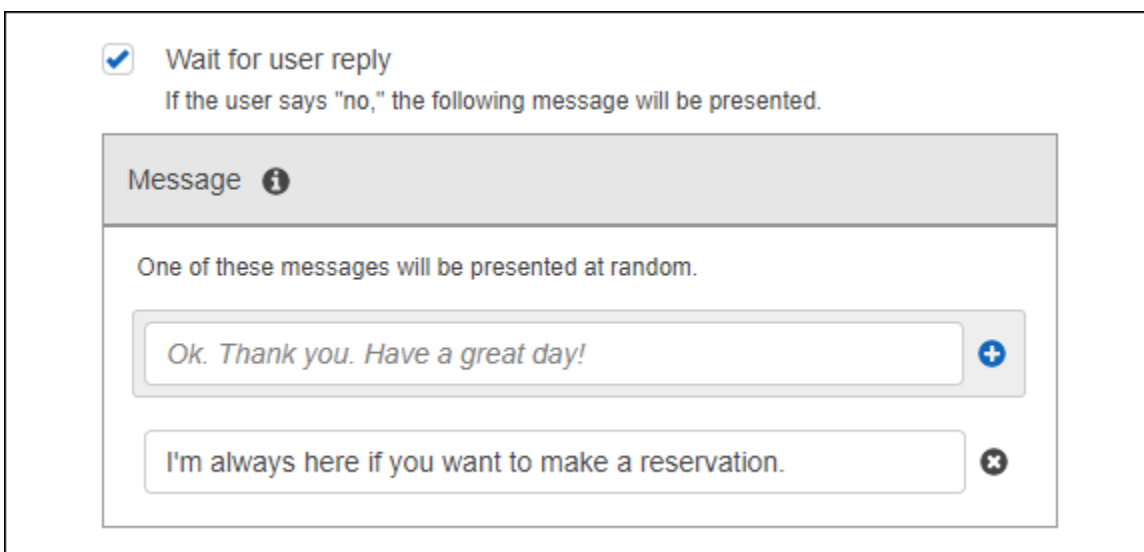 Wait for user reply
If the user says "no," the following message will be presented.
Message
One of these messages will be presented at random.
Ok. Thank you. Have a great day!
I'm always here if you want to make a reservation.